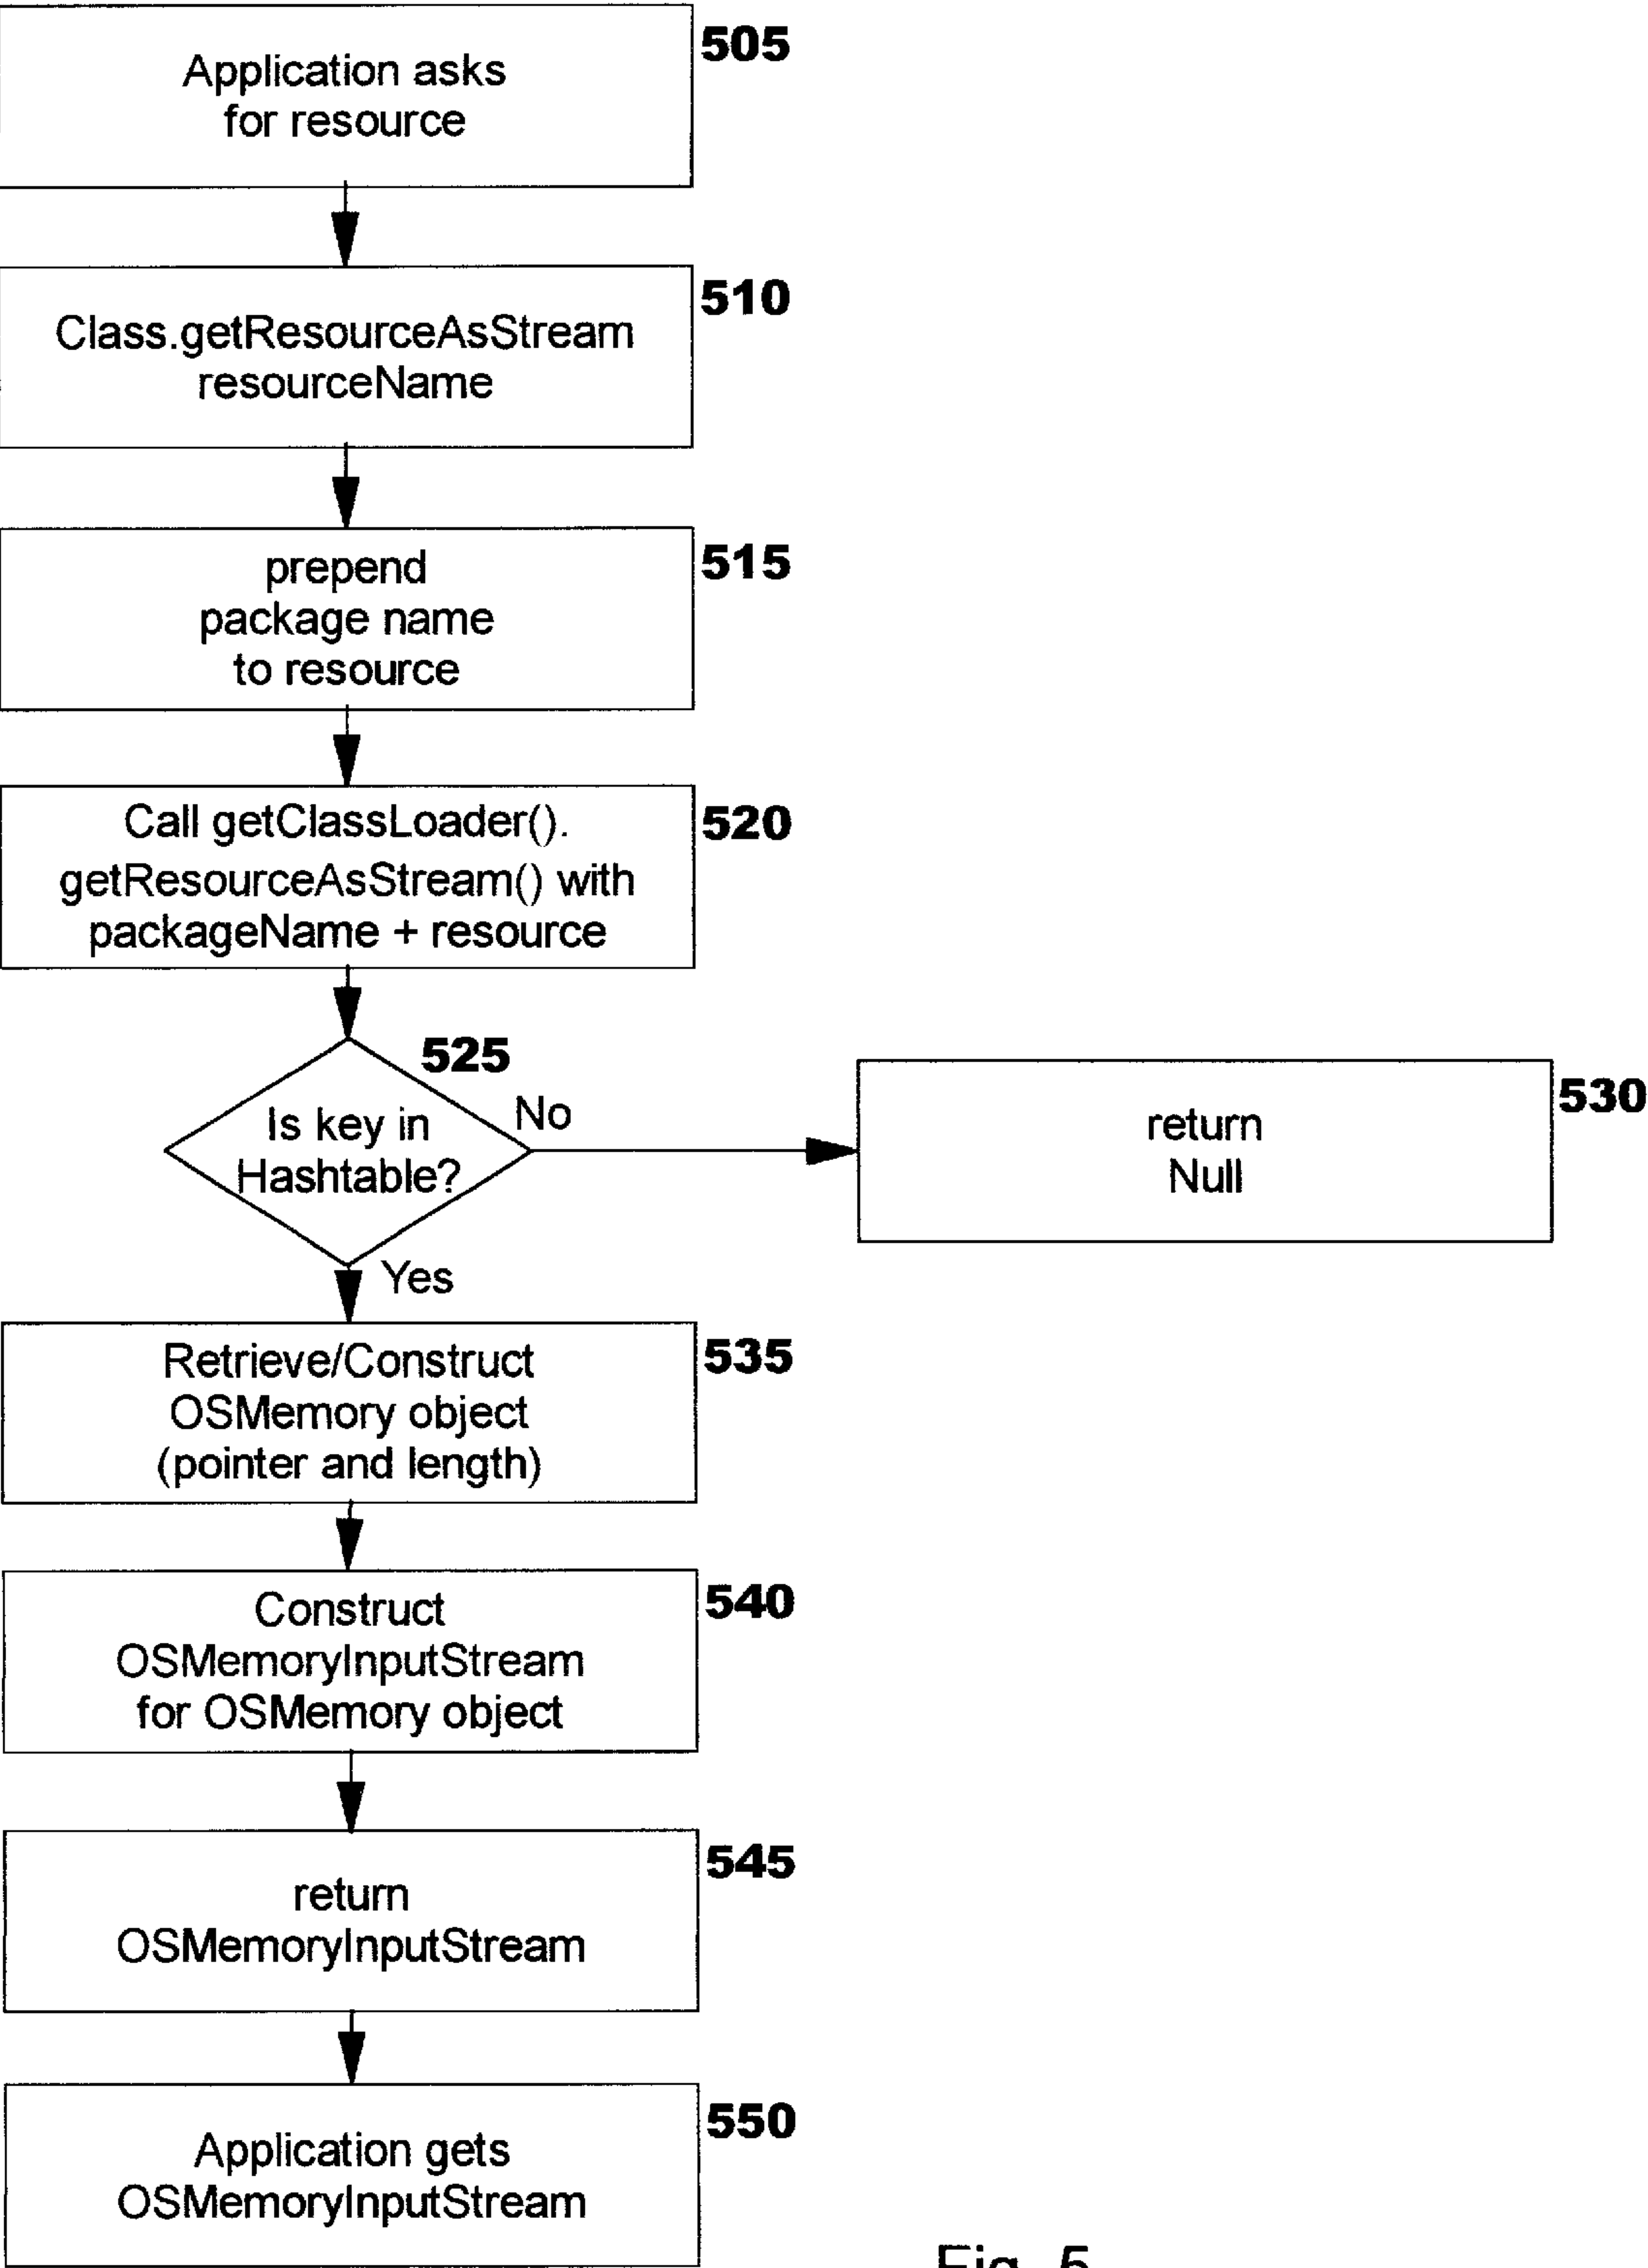 505
Application asks
for resource
510
Class.getResourceAsStream
resourceName
515
prepend
package name
to resource
520
Call getClassLoader().
getResourceAsStream() with
packageName + resource
525
Is key in
Hashtable?
No
530
return
Null
Yes
535
Retrieve/Construct
OSMemory object
(pointer and length)
540
Construct
OSMemoryInputStream
for OSMemory object
545
return
OSMemoryInputStream
550
Application gets
OSMemoryInputStream
Fig. 5